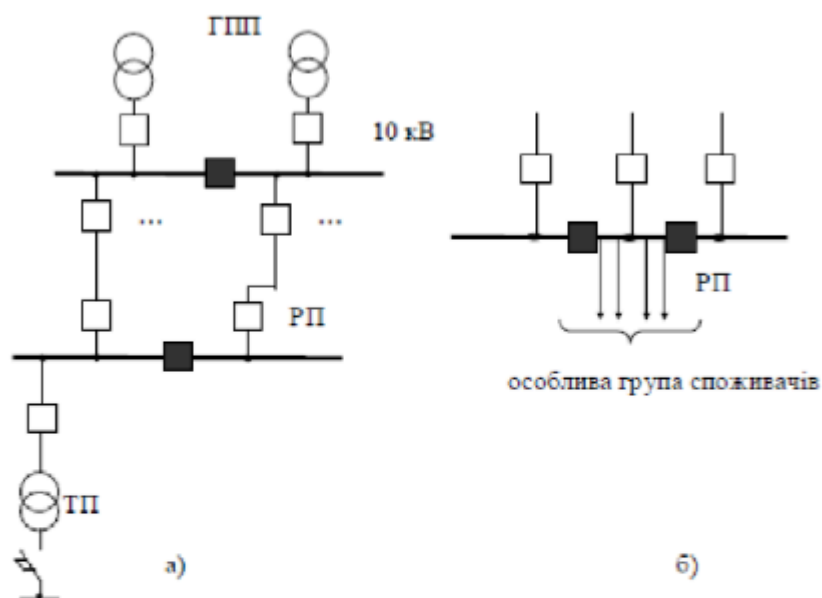 ГПП
10 кВ
... ...
РП
РП
особлива група споживачів
ТП
а) б)